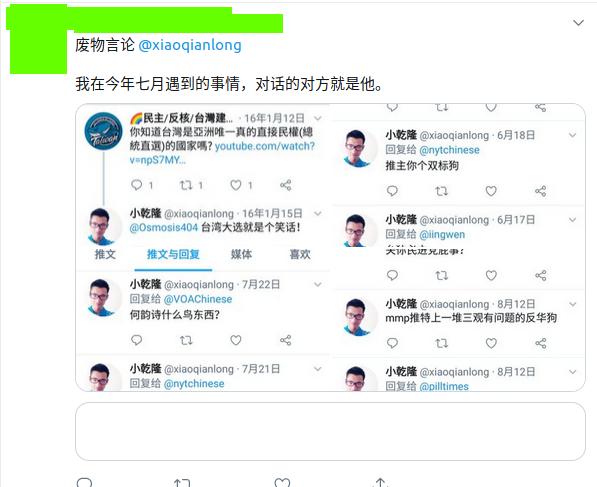 废物言论 @xiaoqianlong
我在今年七月遇到的事情，对话的对方就是他。
🌈民主/反核/台灣建... · 16年1月12日
你知道台灣是亞洲唯一真的直接民權(總
統直選)的國家嗎? youtube.com/watch?
v=npS7MY...
1 1 1
小乾隆 @xiaoqianlong · 16年1月15日
@Osmosis404 台湾大选就是个笑话！
推文 推文与回复 媒体 喜欢
小乾隆 @xiaoqianlong · 7月22日
回复给 @VOAChinese
何韵诗什么鸟东西？
小乾隆 @xiaoqianlong · 7月21日
回复给 @nytchinese
小乾隆 @xiaoqianlong · 6月18日
回复给 @nytchinese
推主你个双标狗
小乾隆 @xiaoqianlong · 6月17日
回复给 @iingwen
小乾隆 @xiaoqianlong · 8月12日
mmp推特上一堆三观有问题的反华狗
小乾隆 @xiaoqianlong · 8月12日
回复给 @pilltimes